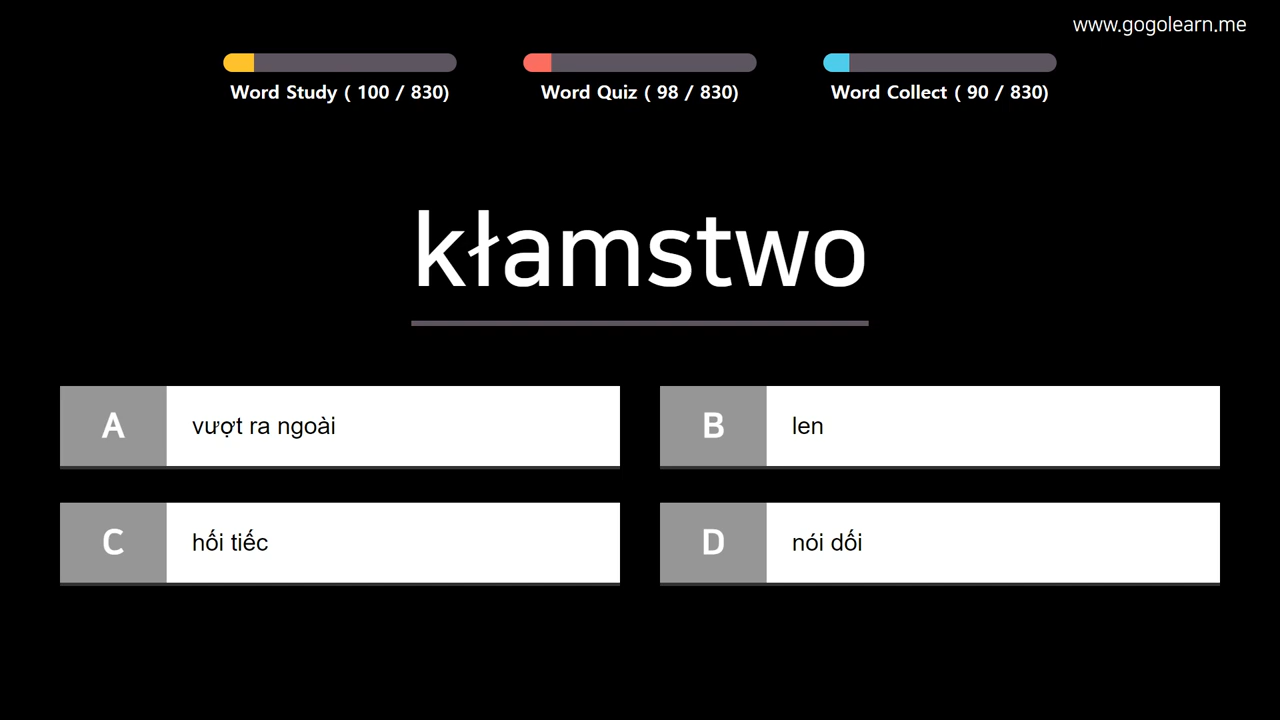 www.gogolearn.me
Word Study ( 100 / 830)
Word Quiz ( 98 / 830)
Word Collect ( 90 / 830)
kłamstwo
A vượt ra ngoài
B len
C hối tiếc
D nói dối